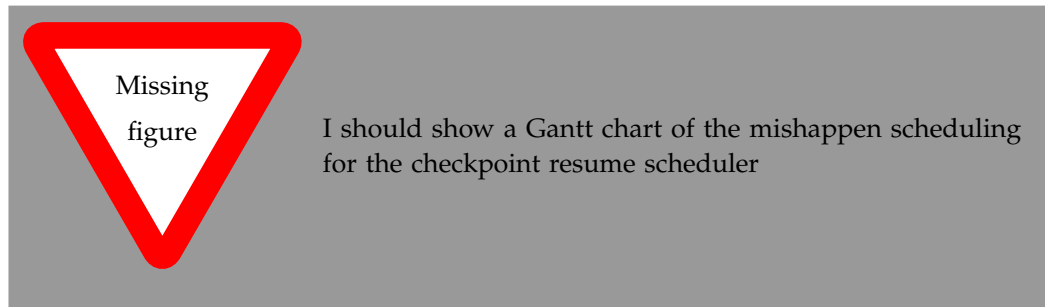 Missing
figure
I should show a Gantt chart of the mishappen scheduling
for the checkpoint resume scheduler